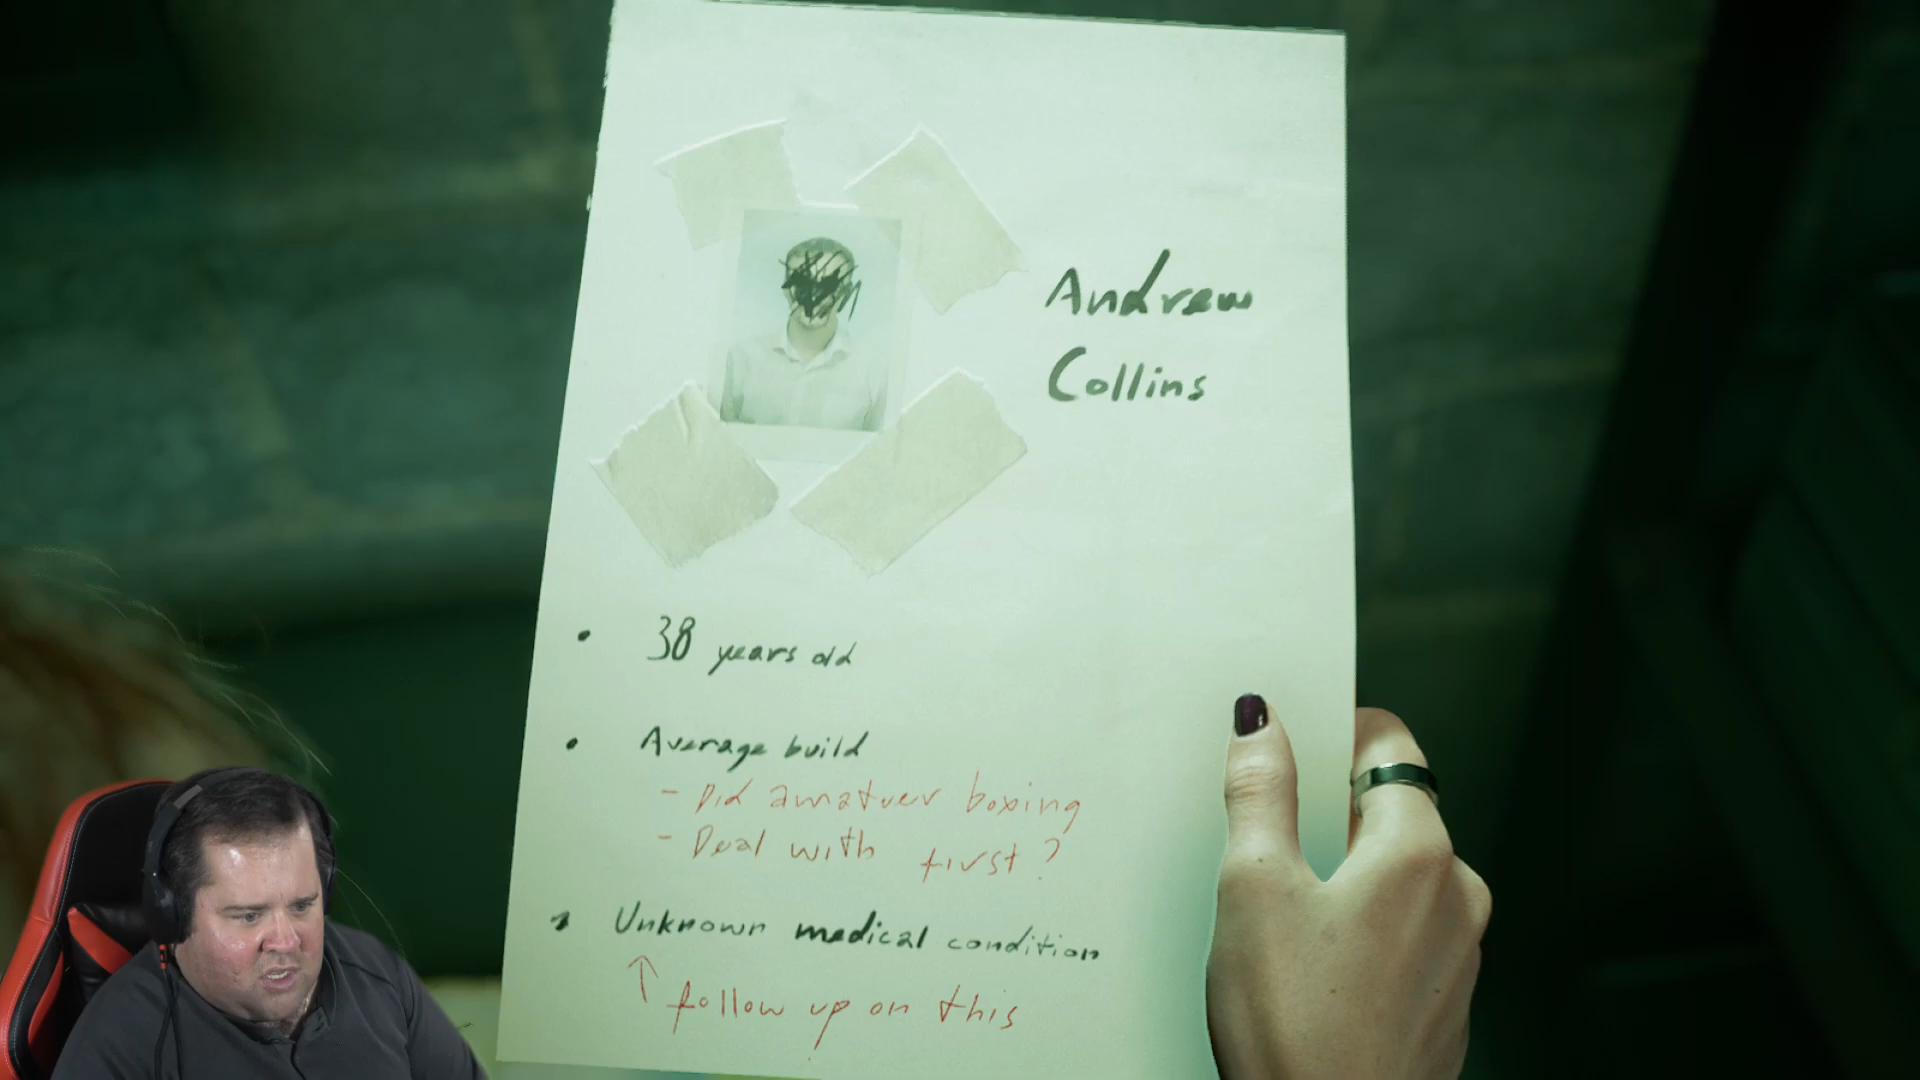 Andrew
Collins
• 38 years old
• Average build
- Did amatuer boxing
- Deal with first?
• Unknown medical condition
↑ follow up on this